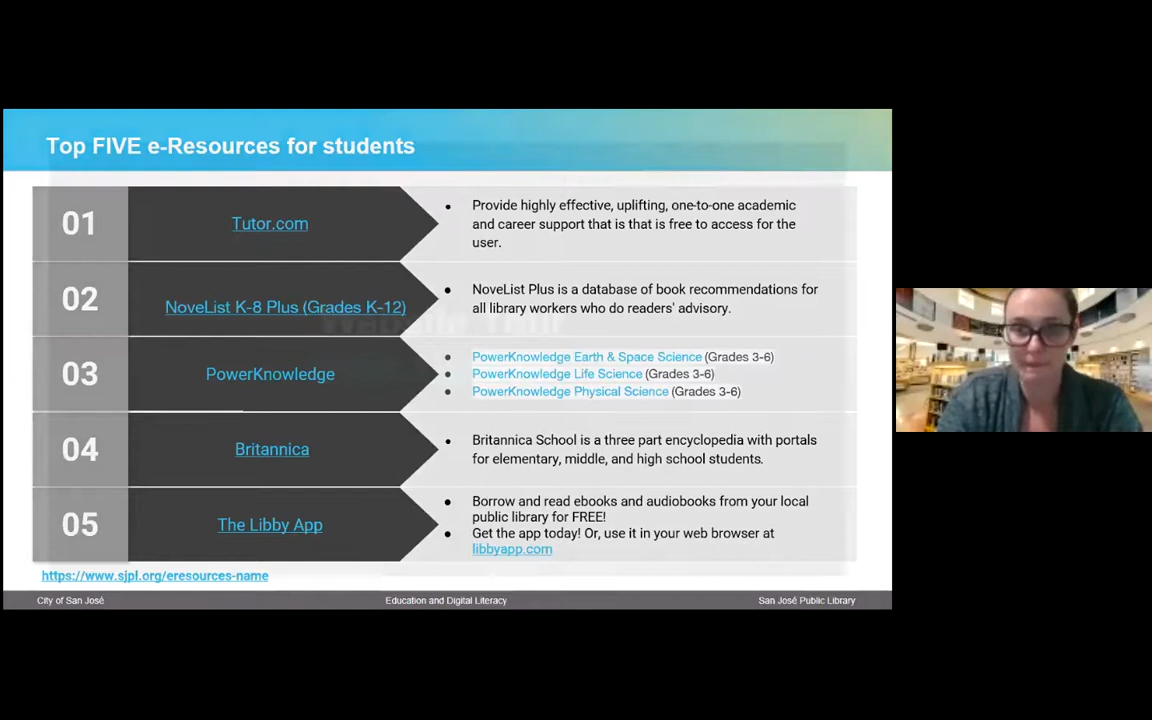 Top FIVE e-Resources for students
01
Tutor.com
Provide highly effective, uplifting, one-to-one academic
and career support that is that is free to access for the
user.
02
NoveList K-8 Plus (Grades K-12)
NoveList Plus is a database of book recommendations for
all library workers who do readers' advisory.
03
PowerKnowledge
PowerKnowledge Earth & Space Science (Grades 3-6)
PowerKnowledge Life Science (Grades 3-6)
PowerKnowledge Physical Science (Grades 3-6)
04
Britannica
Britannica School is a three part encyclopedia with portals
for elementary, middle, and high school students.
05
The Libby App
Borrow and read ebooks and audiobooks from your local
public library for FREE!
Get the app today! Or, use it in your web browser at
libbyapp.com
https://www.sjpl.org/eresources-name
City of San José
Education and Digital Literacy
San José Public Library